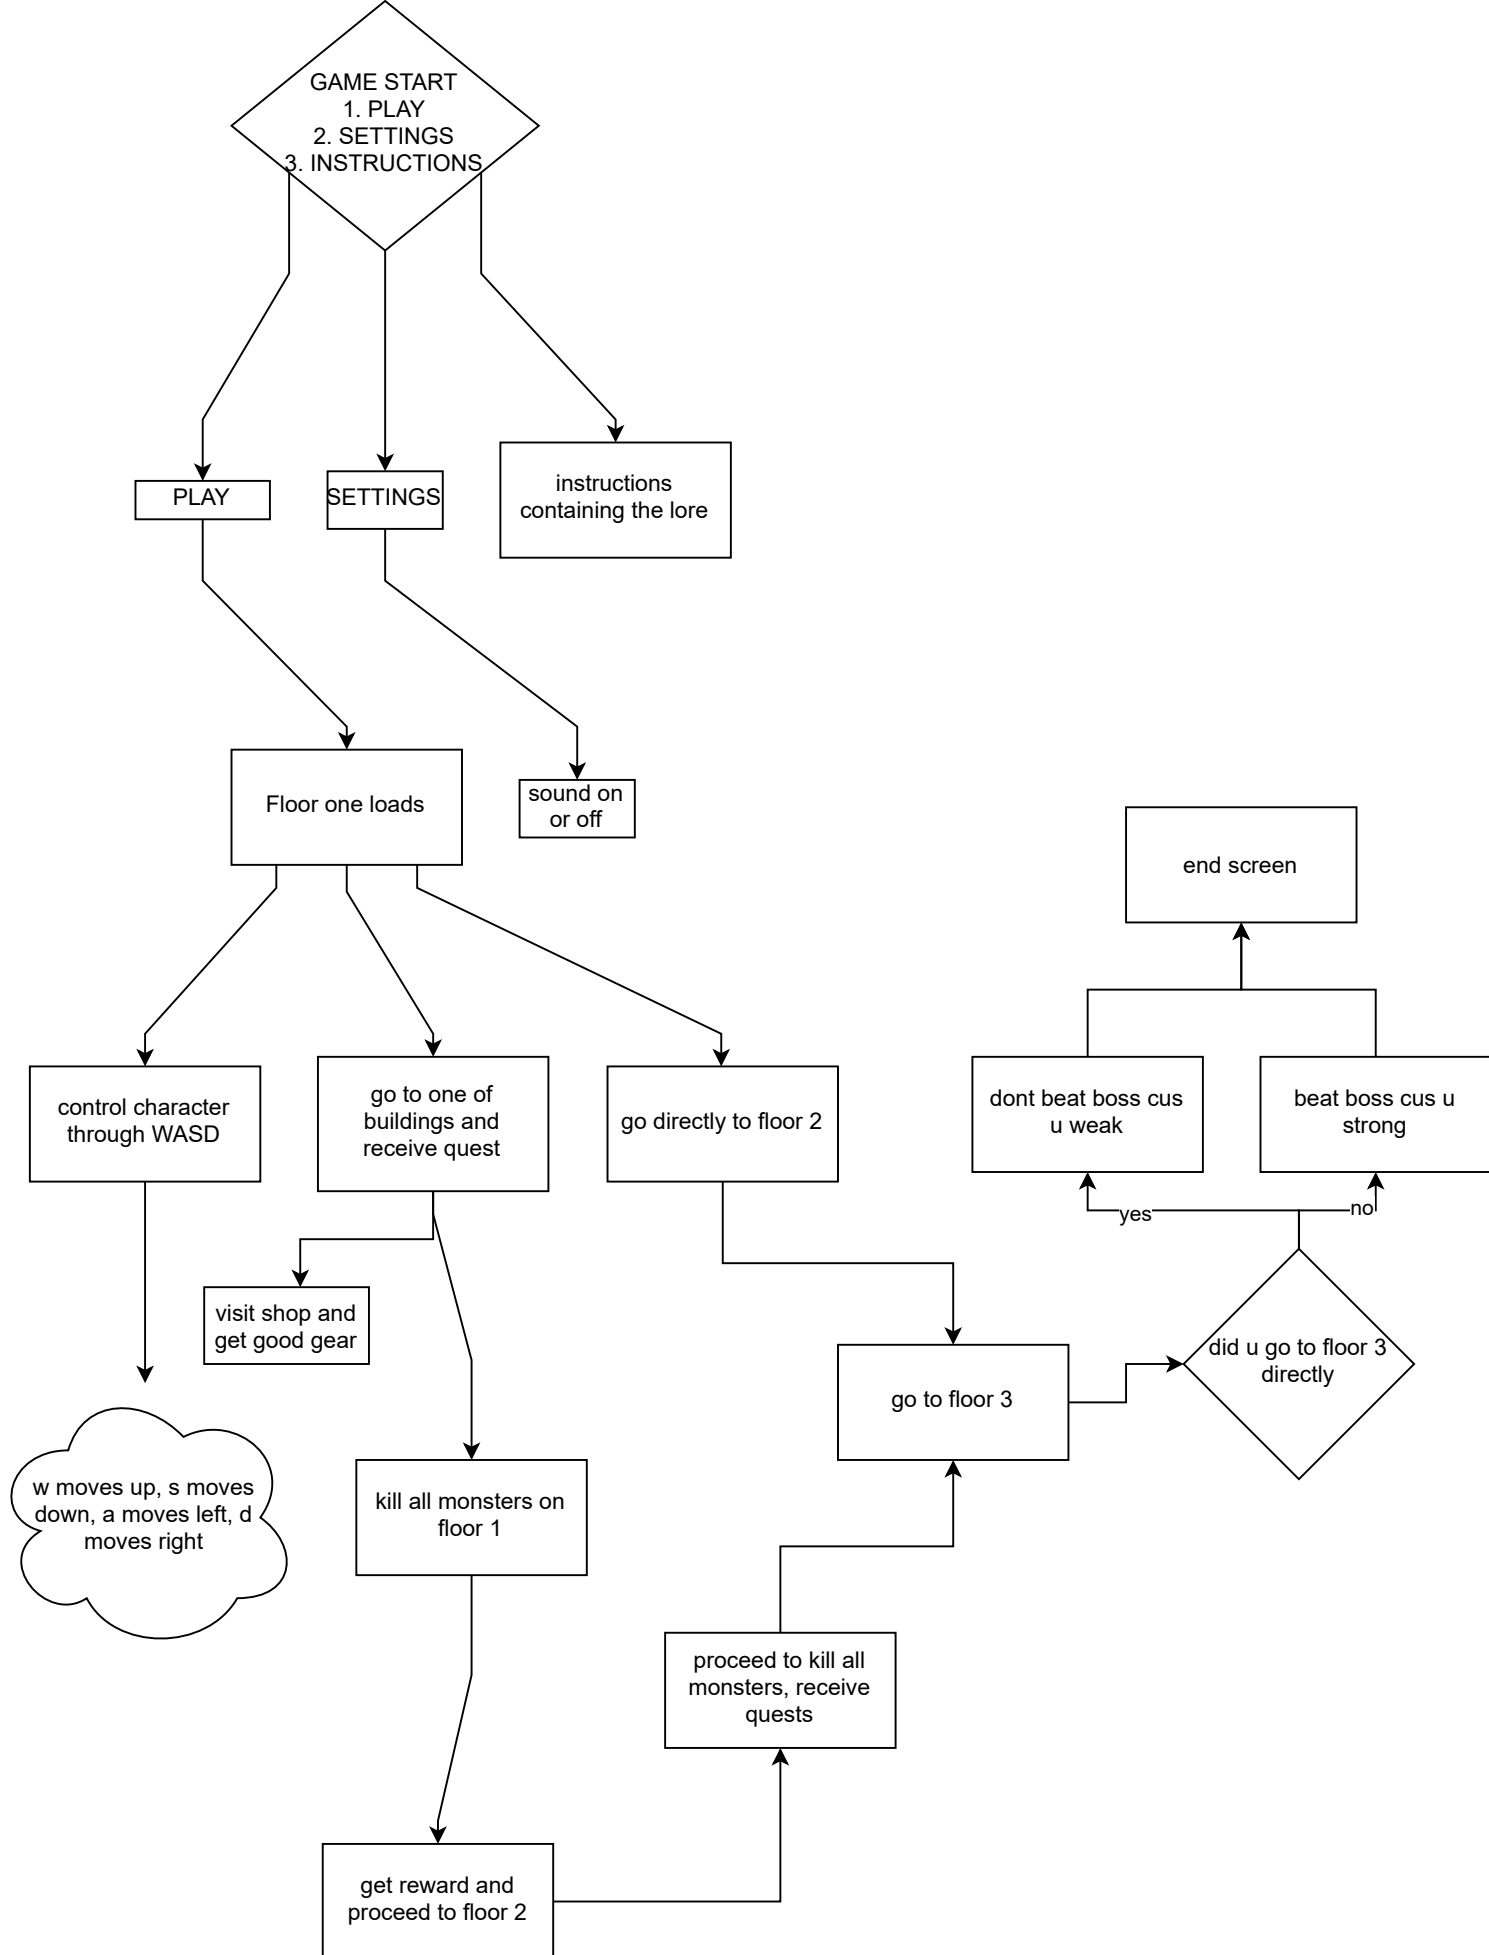 GAME START
1. PLAY
2. SETTINGS
3. INSTRUCTIONS
PLAY
SETTINGS
instructions
containing the lore
Floor one loads
sound on
or off
end screen
control character
through WASD
go to one of
buildings and
receive quest
go directly to floor 2
dont beat boss cus
u weak
beat boss cus u
strong
yes
no
visit shop and
get good gear
did u go to floor 3
directly
go to floor 3
w moves up, s moves
down, a moves left, d
moves right
kill all monsters on
floor 1
proceed to kill all
monsters, receive
quests
get reward and
proceed to floor 2